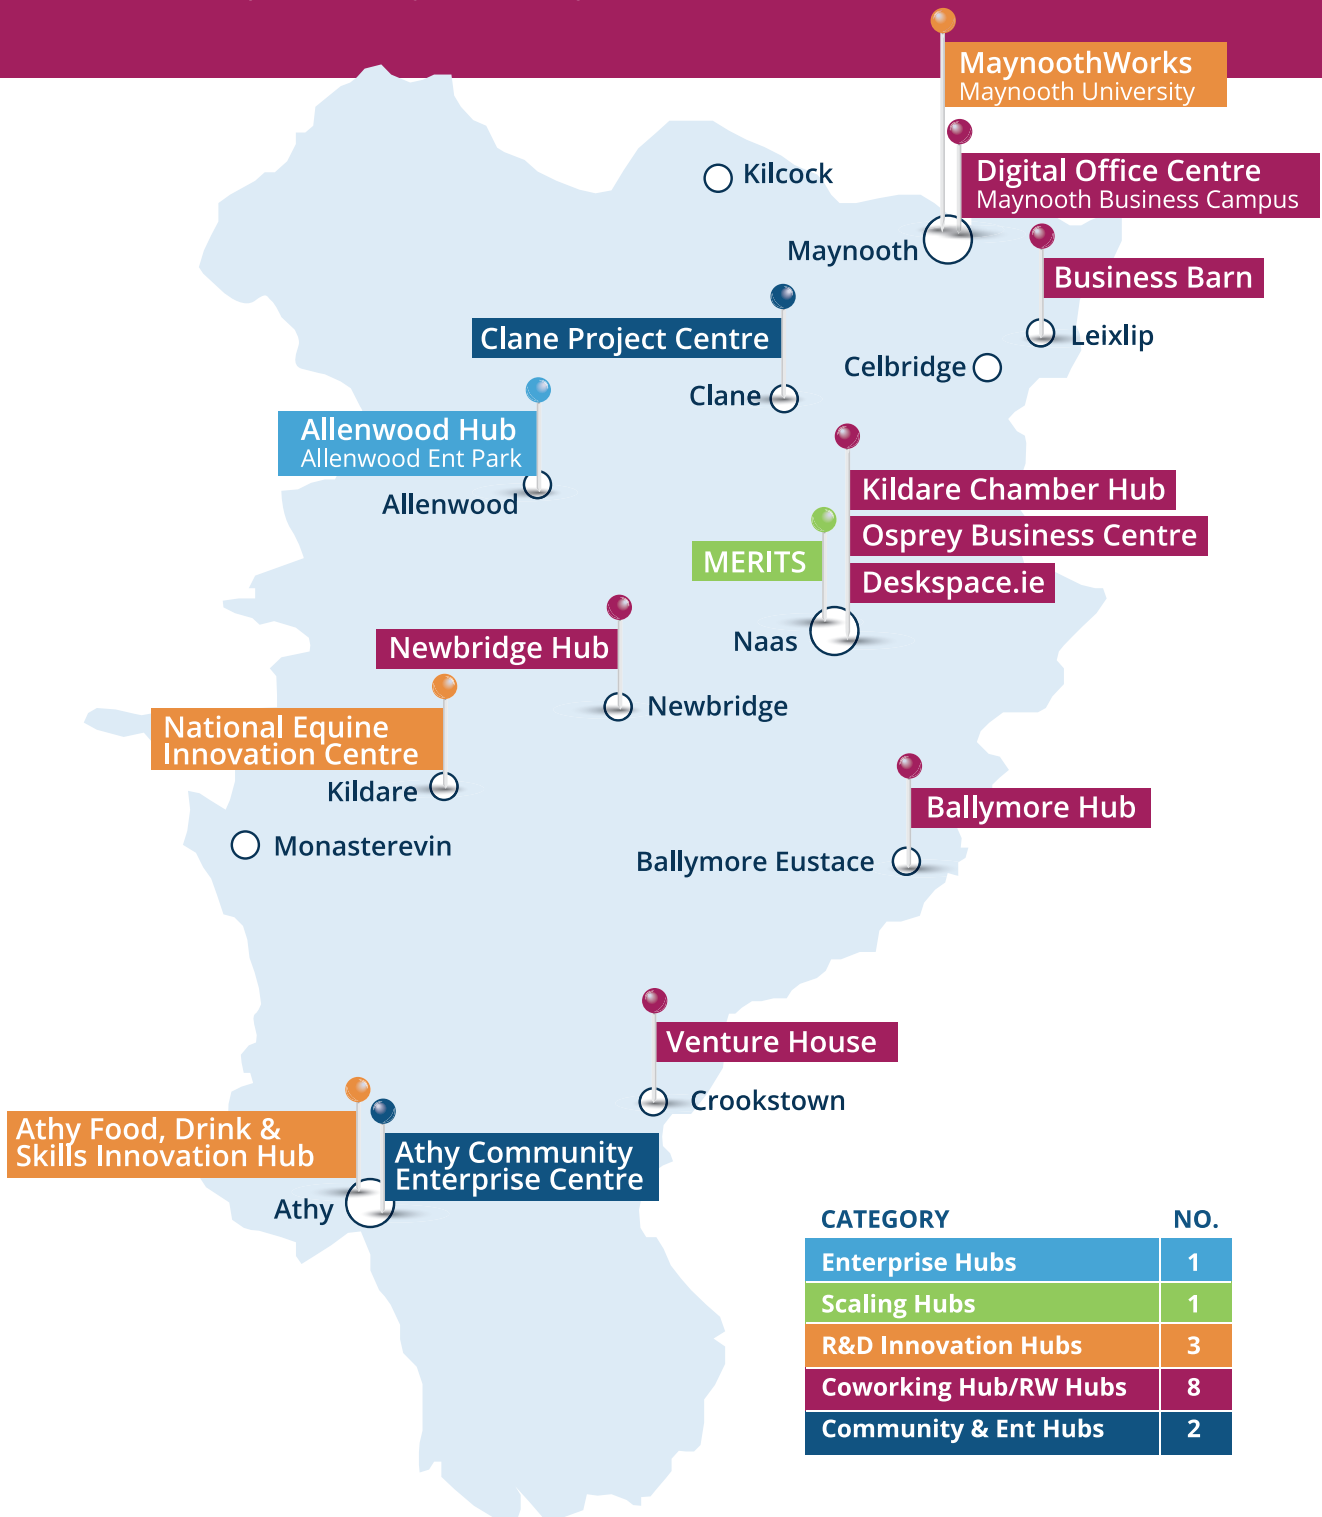 MaynoothWorks
Maynooth University
Digital Office Centre
Maynooth Business Campus
Kilcock
Maynooth
Business Barn
Leixlip
Clane Project Centre
Celbridge
Clane
Allenwood Hub
Allenwood Ent Park
Allenwood
Kildare Chamber Hub
Osprey Business Centre
MERITS
Deskspace.ie
Naas
Newbridge Hub
Newbridge
National Equine
Innovation Centre
Kildare
Ballymore Hub
Monasterevin
Ballymore Eustace
Venture House
Crookstown
Athy Food, Drink &
Skills Innovation Hub
Athy Community
Enterprise Centre
Athy
CATEGORY NO.
Enterprise Hubs 1
Scaling Hubs 1
R&D Innovation Hubs 3
Coworking Hub/RW Hubs 8
Community & Ent Hubs 2